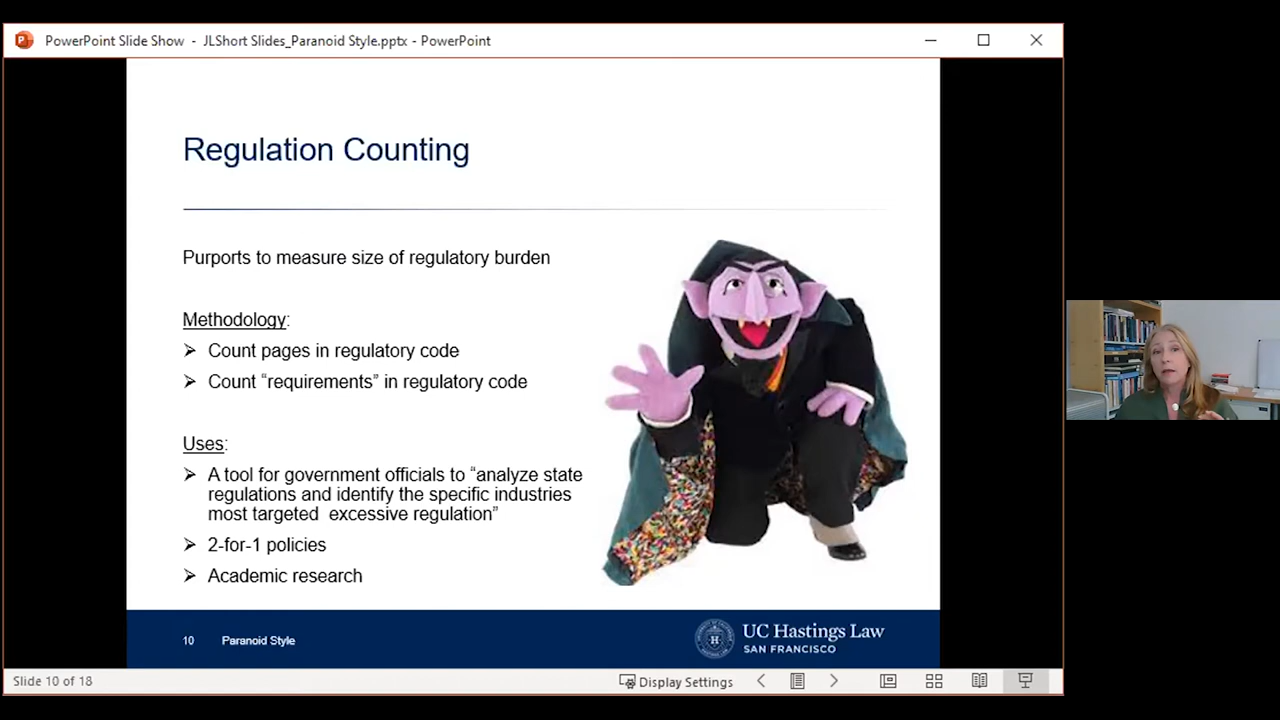 PowerPoint Slide Show - JLShort Slides_Paranoid Style.pptx - PowerPoint
Regulation Counting
Purports to measure size of regulatory burden
Methodology:
Count pages in regulatory code
Count “requirements” in regulatory code
Uses:
A tool for government officials to “analyze state
regulations and identify the specific industries
most targeted excessive regulation”
2-for-1 policies
Academic research
10 Paranoid Style
UC Hastings Law
SAN FRANCISCO
Slide 10 of 18
Display Settings